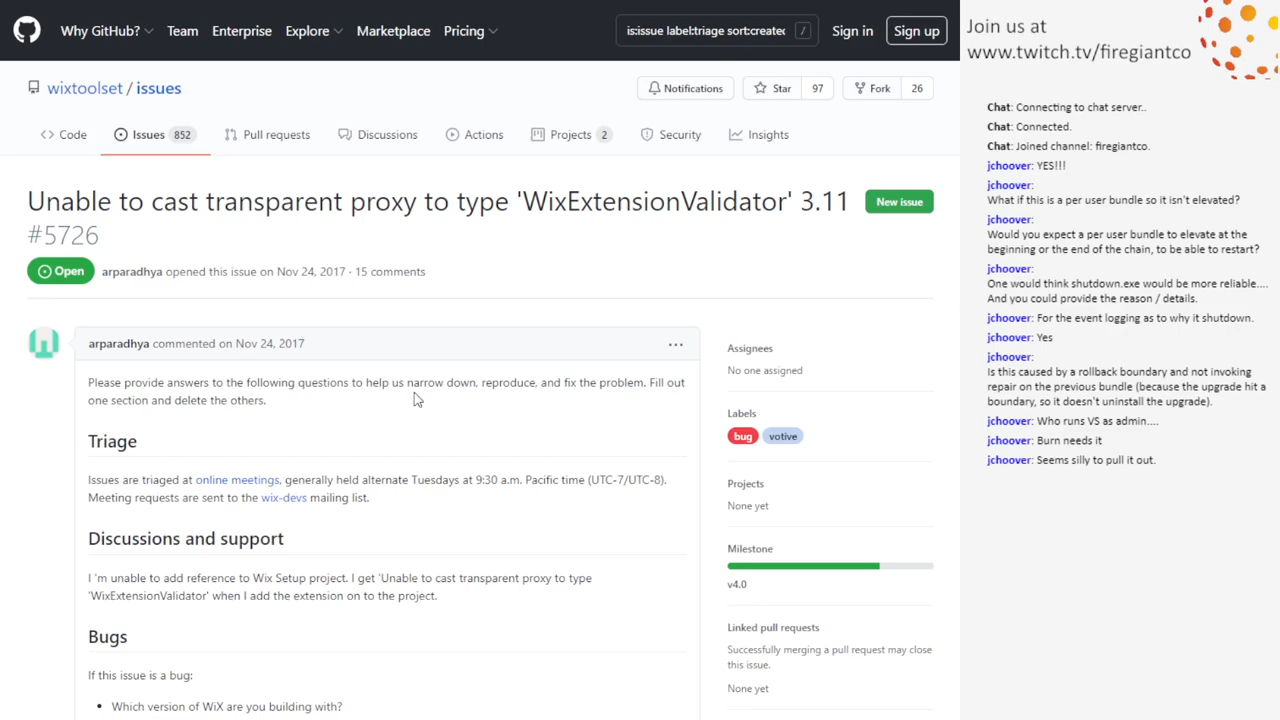 Why GitHub? Team Enterprise Explore Marketplace Pricing is:issue label:triage sort:created / Sign in Sign up
wixtoolset / issues Notifications Star 97 Fork 26
Code Issues 852 Pull requests Discussions Actions Projects 2 Security Insights
Unable to cast transparent proxy to type 'WixExtensionValidator' 3.11 New issue
#5726
Open arparadhya opened this issue on Nov 24, 2017 · 15 comments
arparadhya commented on Nov 24, 2017 ...
Please provide answers to the following questions to help us narrow down, reproduce, and fix the problem. Fill out
one section and delete the others.
Triage
Issues are triaged at online meetings, generally held alternate Tuesdays at 9:30 a.m. Pacific time (UTC-7/UTC-8).
Meeting requests are sent to the wix-devs mailing list.
Discussions and support
I 'm unable to add reference to Wix Setup project. I get 'Unable to cast transparent proxy to type
'WixExtensionValidator' when I add the extension on to the project.
Bugs
If this issue is a bug:
• Which version of WiX are you building with?
Assignees
No one assigned
Labels
bug votive
Projects
None yet
Milestone
v4.0
Linked pull requests
Successfully merging a pull request may close
this issue.
None yet
Join us at
www.twitch.tv/firegiantco
Chat: Connecting to chat server..
Chat: Connected.
Chat: Joined channel: firegiantco.
jchoover: YES!!!
jchoover:
What if this is a per user bundle so it isn't elevated?
jchoover:
Would you expect a per user bundle to elevate at the
beginning or the end of the chain, to be able to restart?
jchoover:
One would think shutdown.exe would be more reliable....
And you could provide the reason / details.
jchoover: For the event logging as to why it shutdown.
jchoover: Yes
jchoover:
Is this caused by a rollback boundary and not invoking
repair on the previous bundle (because the upgrade hit a
boundary, so it doesn't uninstall the upgrade).
jchoover: Who runs VS as admin....
jchoover: Burn needs it
jchoover: Seems silly to pull it out.